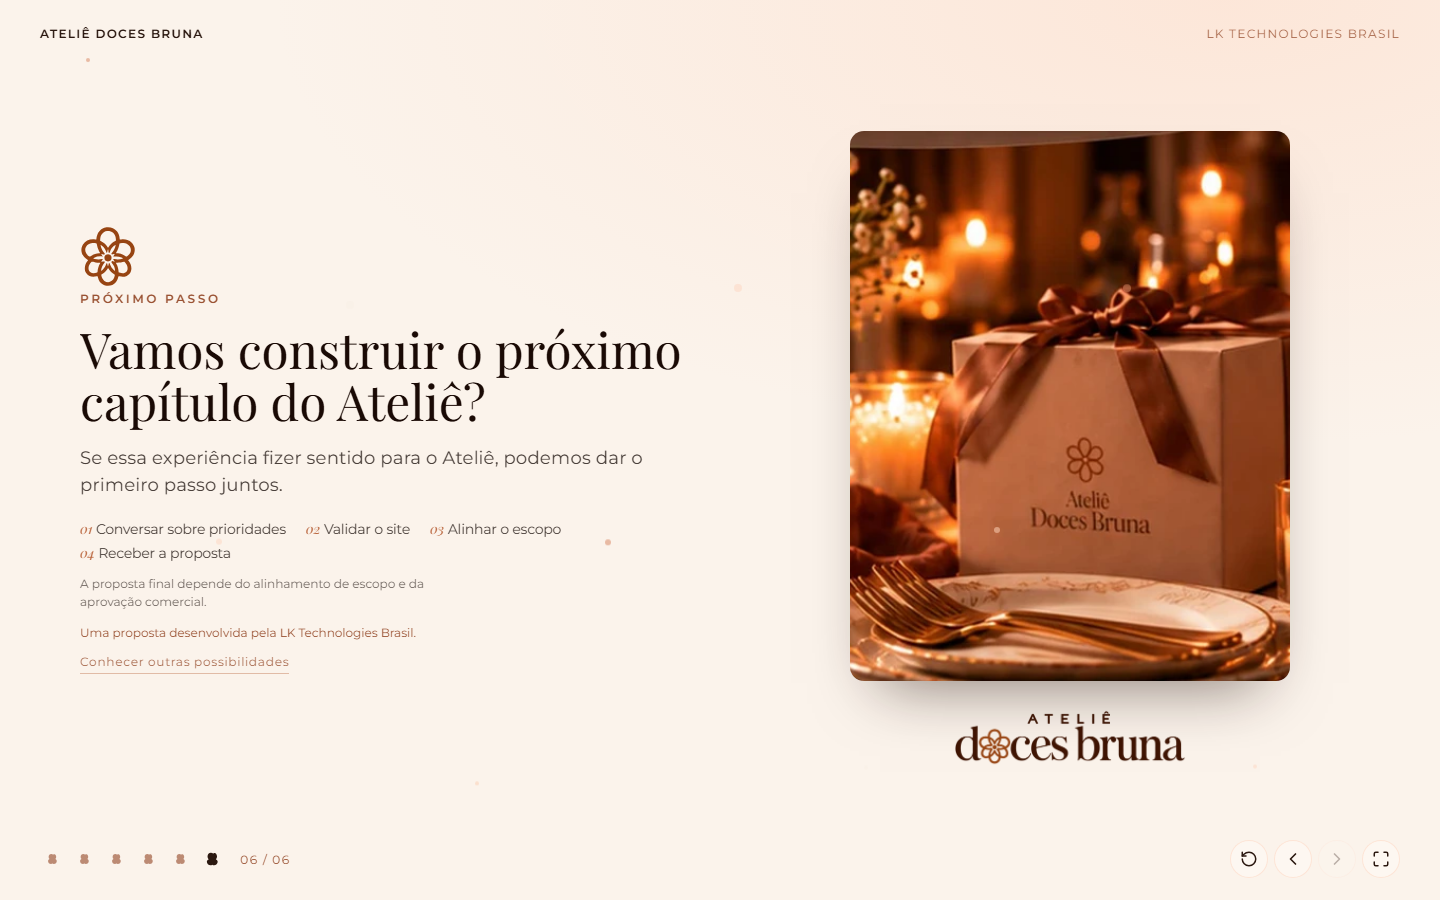 ATELIÊ DOCES BRUNA
LK TECHNOLOGIES BRASIL
PRÓXIMO PASSO
Vamos construir o próximo
capítulo do Ateliê?
Se essa experiência fizer sentido para o Ateliê, podemos dar o
primeiro passo juntos.
01 Conversar sobre prioridades 02 Validar o site 03 Alinhar o escopo
04 Receber a proposta
A proposta final depende do alinhamento de escopo e da
aprovação comercial.
Uma proposta desenvolvida pela LK Technologies Brasil.
Conhecer outras possibilidades
Ateliê
Doces Bruna
ATELIÊ
doces bruna
06 / 06